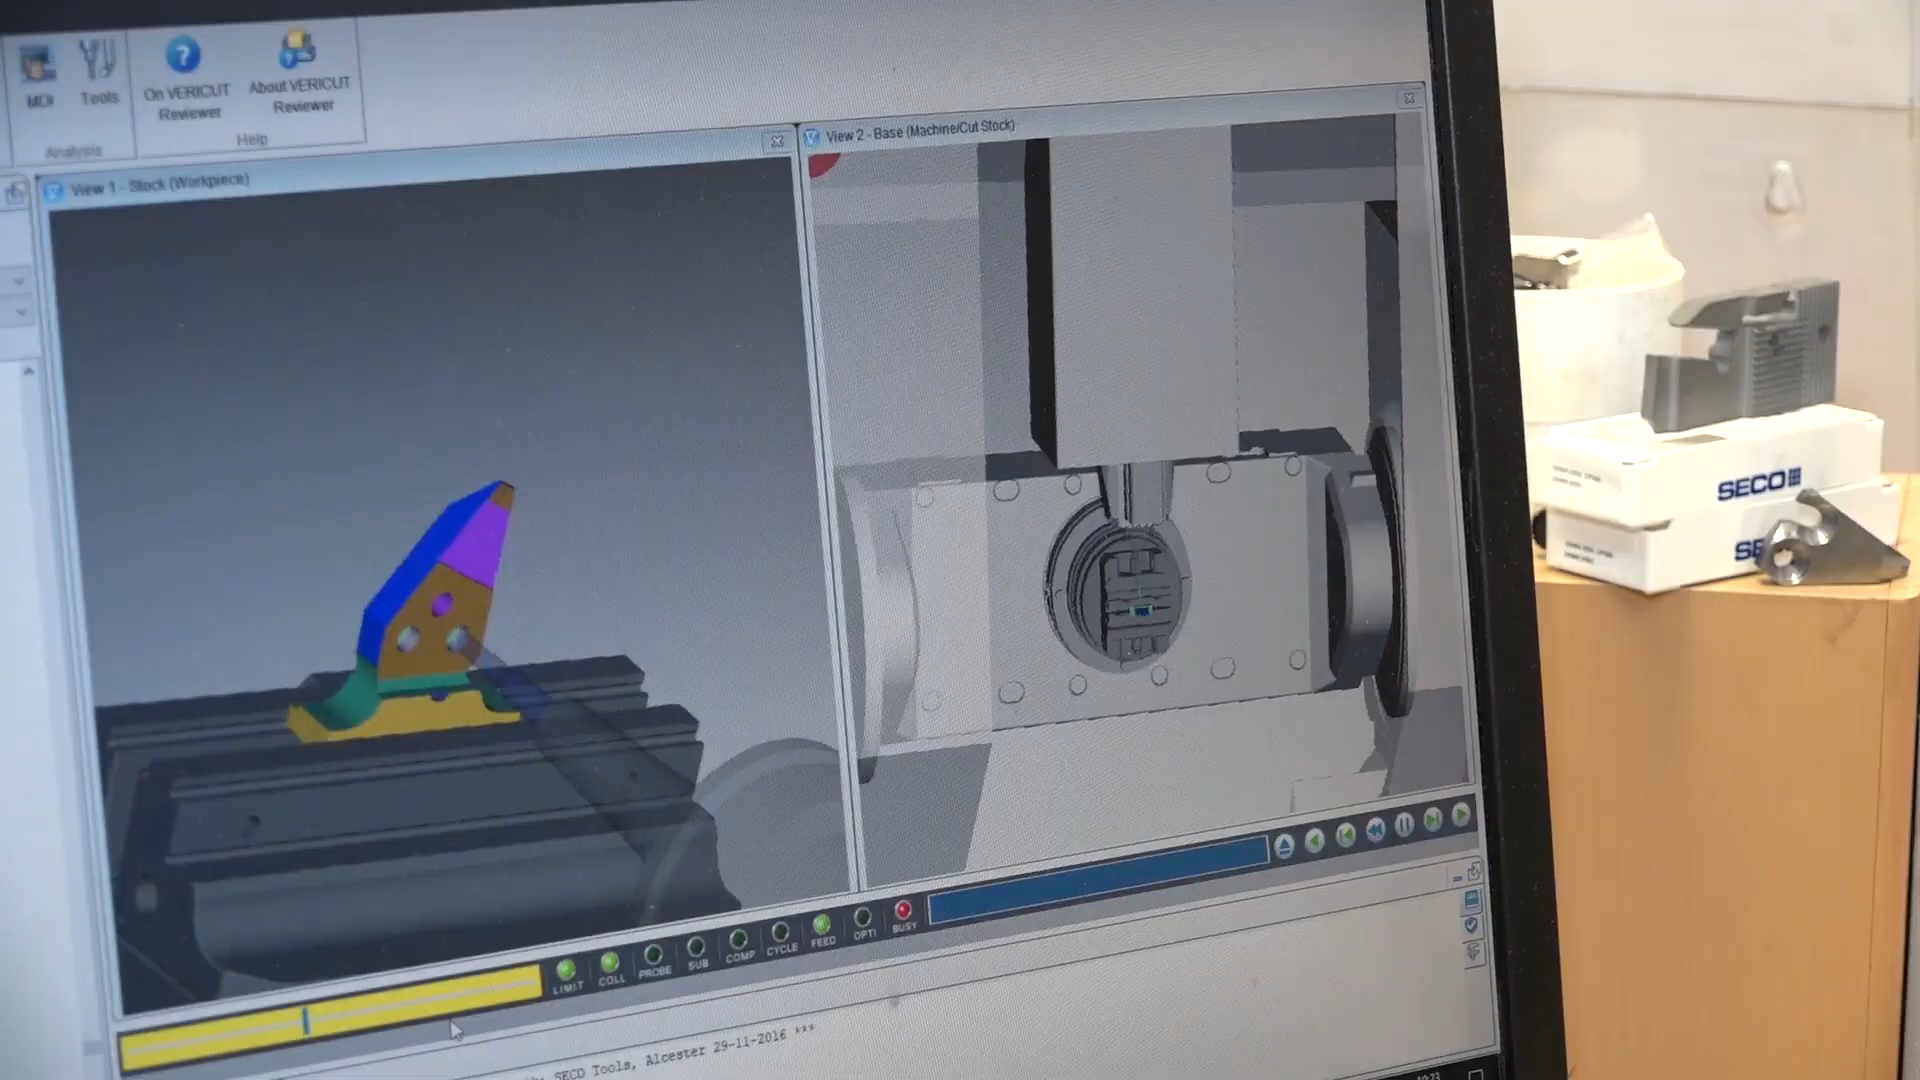 MDI
Tools
On VERICUT
Reviewer
About VERICUT
Reviewer
Analysis
Help
View 1 - Stock (Workpiece)
View 2 - Base (Machine/Cut Stock)
SECO
LIMIT
COLL
PROBE
SUB
COMP
CYCLE
FEED
OPTI
BUSY
SECO Tools, Alcester 29-11-2016 ***